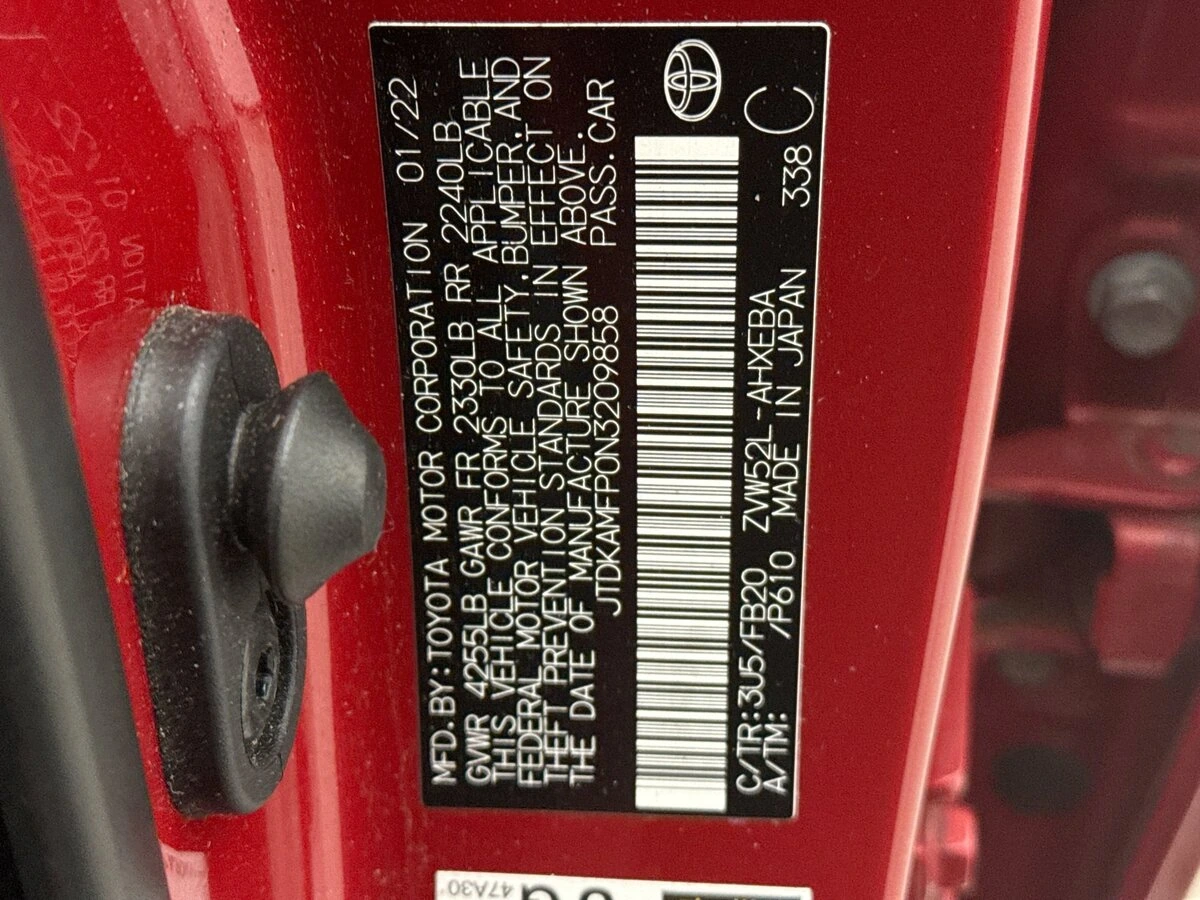 MFD.BY:TOYOTA MOTOR CORPORATION 01/22
GVWR 4255LB GAWR FR 2330LB RR 2240LB
THIS VEHICLE CONFORMS TO ALL APPLICABLE
FEDERAL MOTOR VEHICLE SAFETY,BUMPER,AND
THEFT PREVENTION STANDARDS IN EFFECT ON
THE DATE OF MANUFACTURE SHOWN ABOVE.
JTDKAMFP0N3209858 PASS.CAR
C/TR:3U5/FB20 ZVW52L-AHXEBA
A/TM: /P610 MADE IN JAPAN 338 C
47A30